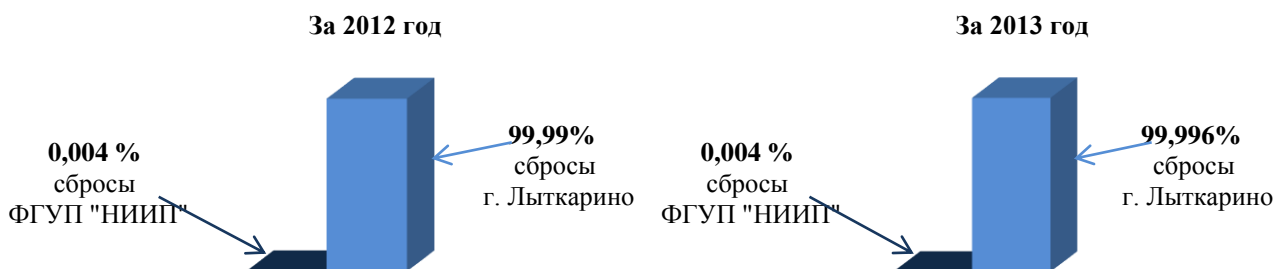 За 2012 год
0,004 %
сбросы
ФГУП "НИИП"
99,99%
сбросы
г. Лыткарино
За 2013 год
0,004 %
сбросы
ФГУП "НИИП"
99,996%
сбросы
г. Лыткарино